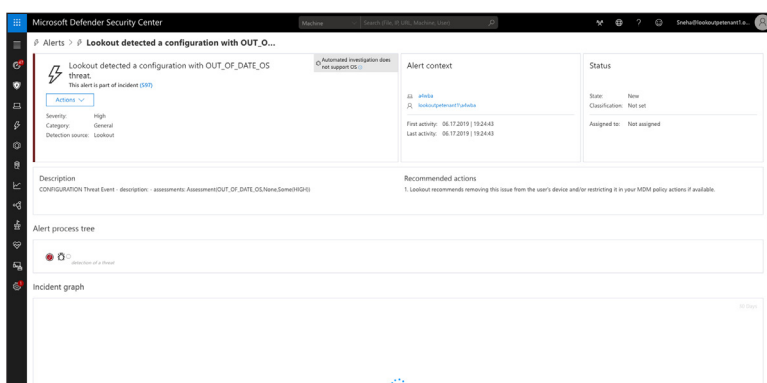 Microsoft Defender Security Center
Machine
Search (File, IP, URL, Machine, User)
Sneha@lookoutpetenant1.o...
Alerts > Lookout detected a configuration with OUT_O...
Lookout detected a configuration with OUT_OF_DATE_OS
threat.
This alert is part of incident (597)
Automated investigation does
not support OS
Actions
Severity: High
Category: General
Detection source: Lookout
Alert context
First activity: 06.17.2019 | 19:24:43
Last activity: 06.17.2019 | 19:24:43
Status
State: New
Classification: Not set
Assigned to: Not assigned
Description
CONFIGURATION Threat Event - description: - assessments: Assessment(OUT_OF_DATE_OS,None,Some(HIGH))
Recommended actions
1. Lookout recommends removing this issue from the user's device and/or restricting it in your MDM policy actions if available.
Alert process tree
detection of a threat
Incident graph